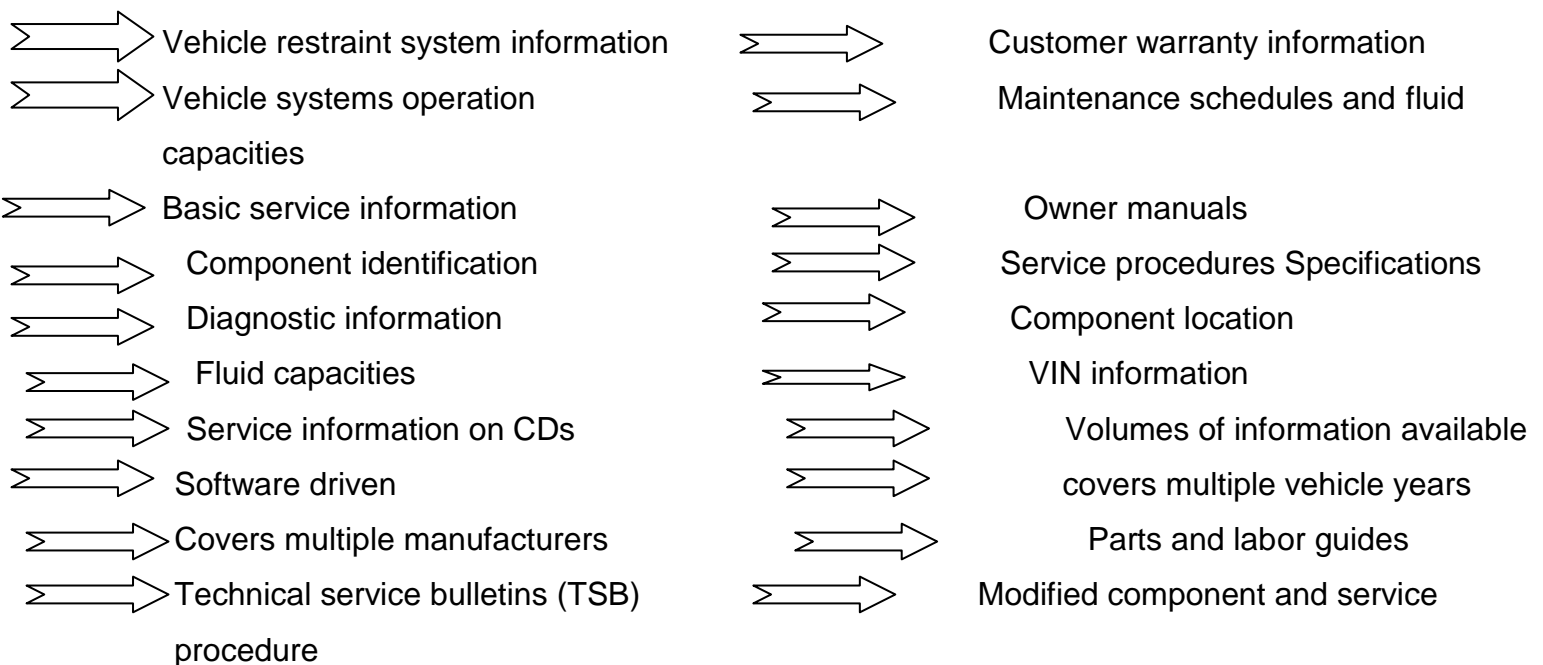 Vehicle restraint system information Customer warranty information
Vehicle systems operation Maintenance schedules and fluid
capacities
Basic service information Owner manuals
Component identification Service procedures Specifications
Diagnostic information Component location
Fluid capacities VIN information
Service information on CDs Volumes of information available
Software driven covers multiple vehicle years
Covers multiple manufacturers Parts and labor guides
Technical service bulletins (TSB) Modified component and service
procedure